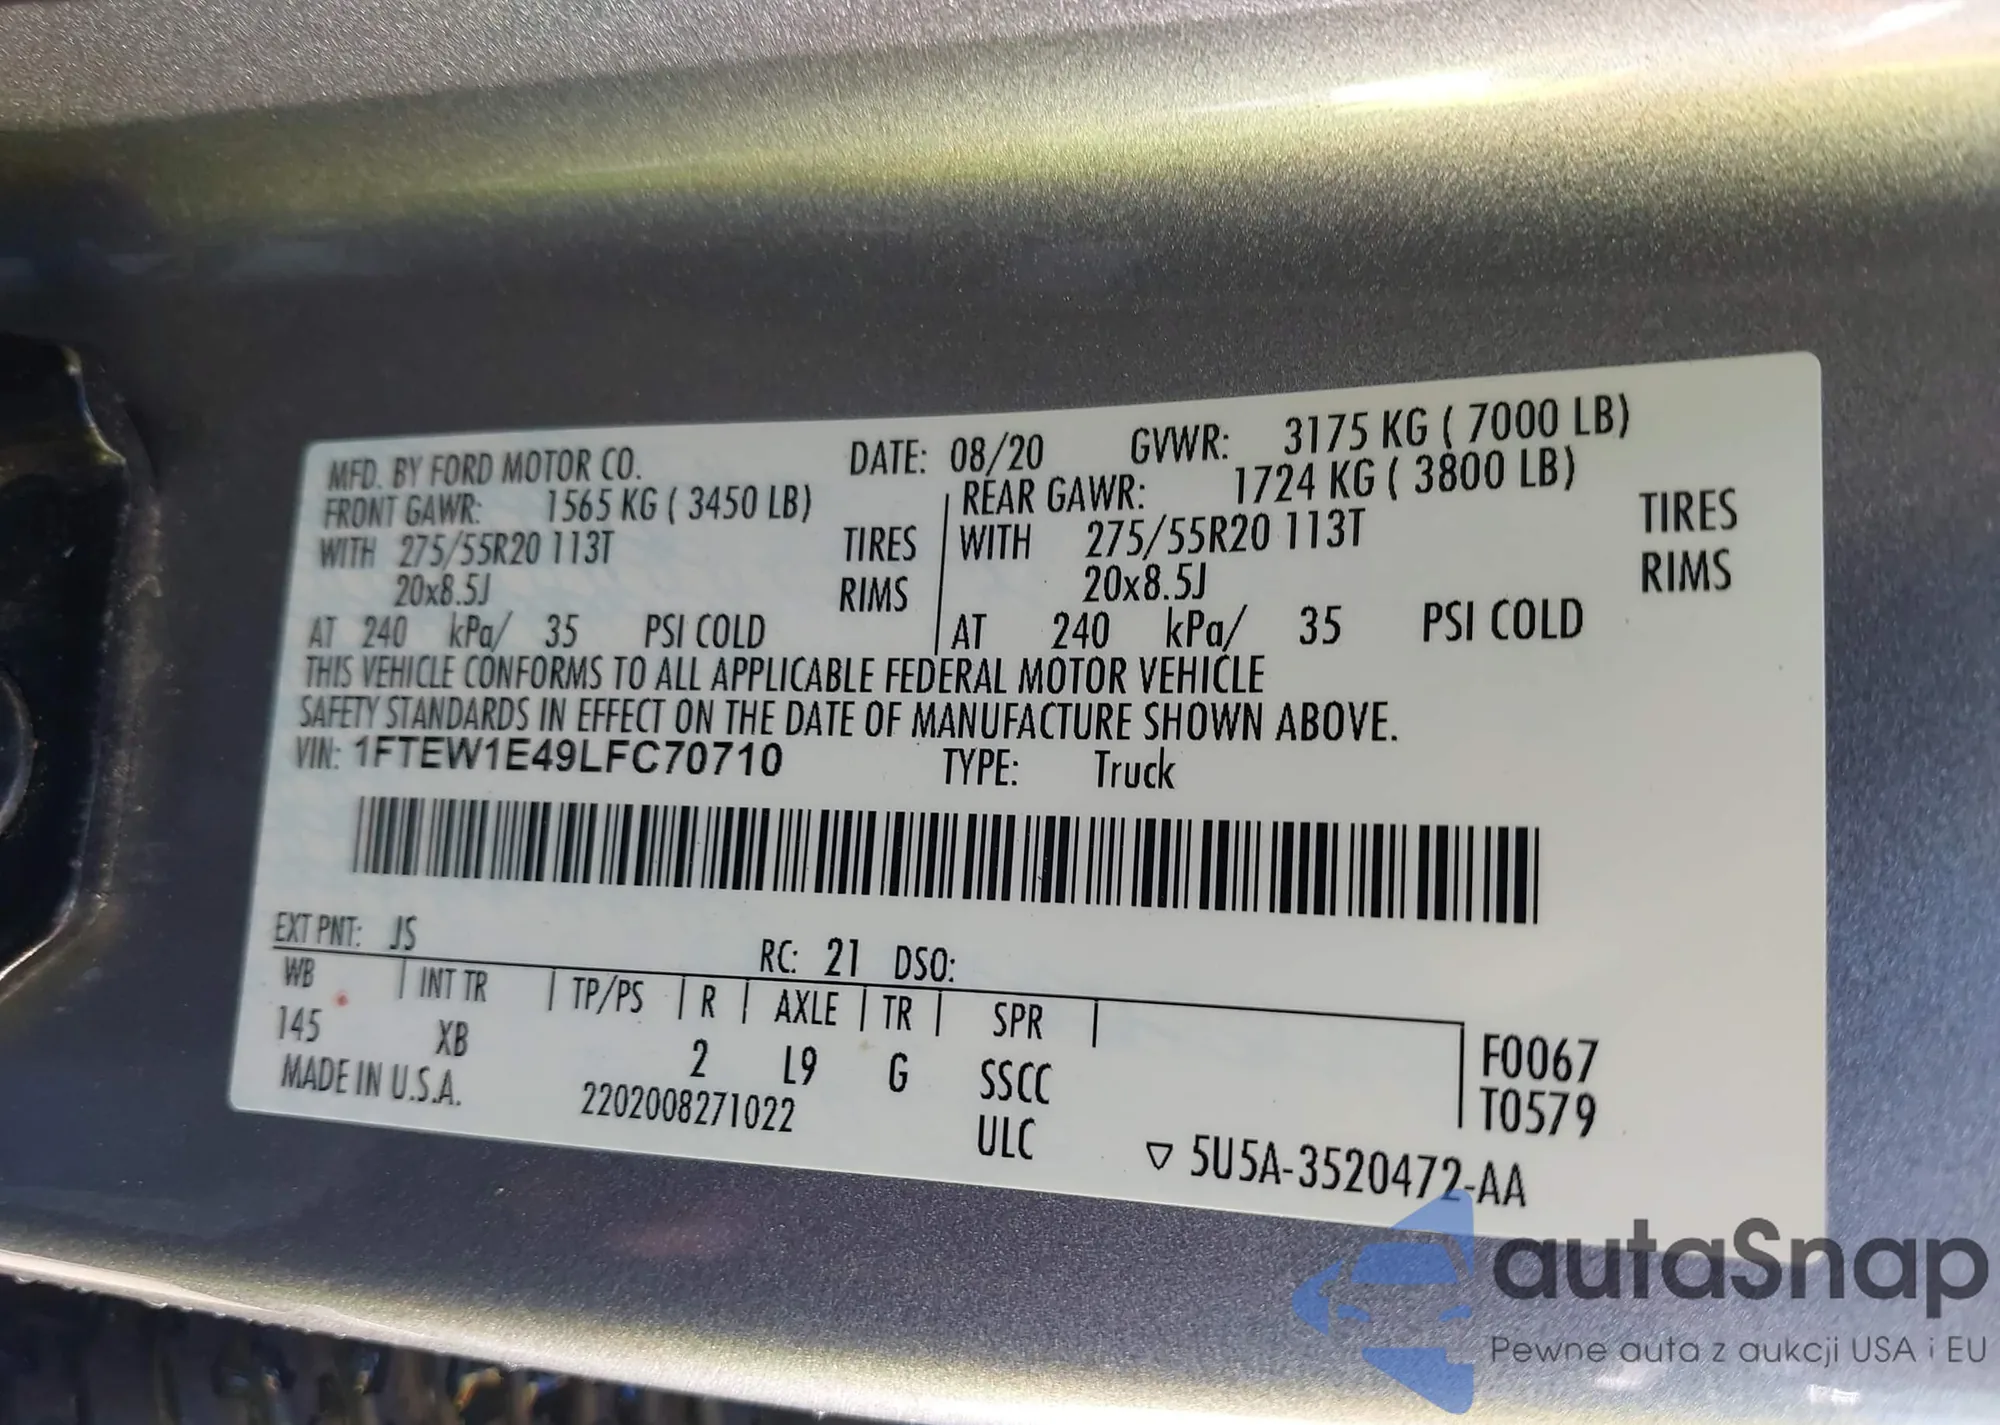 MFD. BY FORD MOTOR CO. DATE: 08/20 GVWR: 3175 KG ( 7000 LB)
FRONT GAWR: 1565 KG ( 3450 LB) REAR GAWR: 1724 KG ( 3800 LB)
WITH 275/55R20 113T TIRES WITH 275/55R20 113T TIRES
20x8.5J RIMS 20x8.5J RIMS
AT 240 kPa/ 35 PSI COLD AT 240 kPa/ 35 PSI COLD
THIS VEHICLE CONFORMS TO ALL APPLICABLE FEDERAL MOTOR VEHICLE
SAFETY STANDARDS IN EFFECT ON THE DATE OF MANUFACTURE SHOWN ABOVE.
VIN: 1FTEW1E49LFC70710 TYPE: Truck
EXT PNT: JS RC: 21 DSO:
WB INT TR TP/PS R AXLE TR SPR
145 XB 2 L9 G SSCC F0067
T0579
MADE IN U.S.A. 2202008271022 ULC
▽ 5U5A-3520472-AA
autaSnap
Pewne auta z aukcji USA i EU